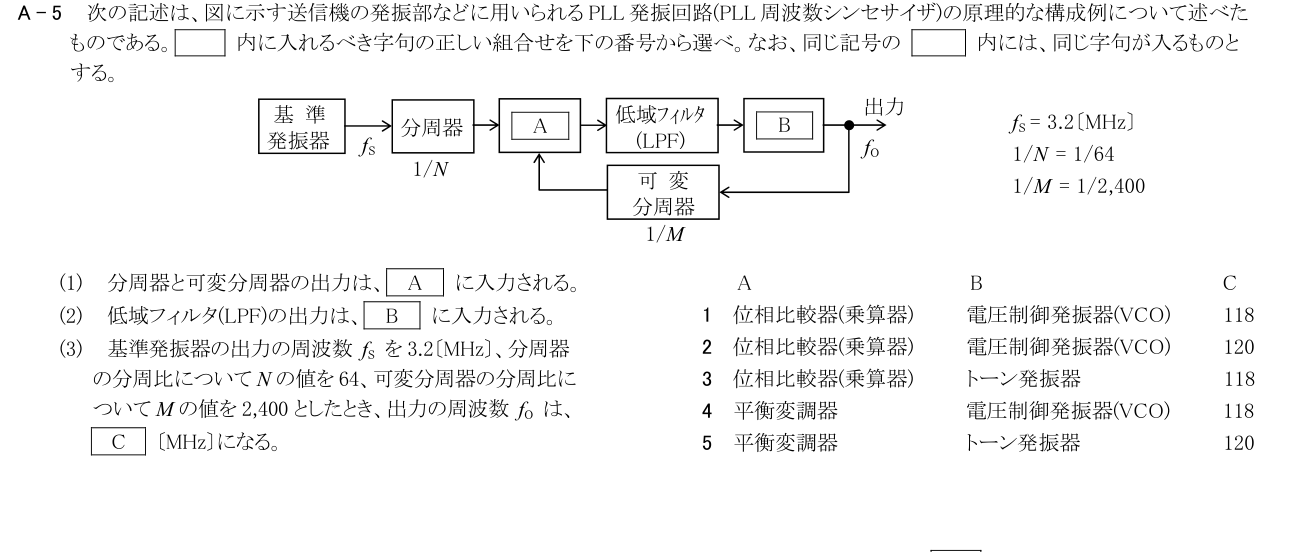 A-5 次の記述は、図に示す送信機の発振部などに用いられるPLL発振回路(PLL周波数シンセサイザ)の原理的な構成例について述べた
ものである。 内に入れるべき字句の正しい組合せを下の番号から選べ。なお、同じ記号の 内には、同じ字句が入るものと
する。
基準
発振器
fs
分周器
1/N
A
低域フィルタ
(LPF)
B
出力
fo
可変
分周器
1/M
fs = 3.2〔MHz〕
1/N = 1/64
1/M = 1/2,400
(1) 分周器と可変分周器の出力は、 A に入力される。
(2) 低域フィルタ(LPF)の出力は、 B に入力される。
(3) 基準発振器の出力の周波数 fs を3.2〔MHz〕、分周器
の分周比についてNの値を64、可変分周器の分周比に
ついてMの値を2,400としたとき、出力の周波数 fo は、
C 〔MHz〕になる。
A B C
1 位相比較器(乗算器) 電圧制御発振器(VCO) 118
2 位相比較器(乗算器) 電圧制御発振器(VCO) 120
3 位相比較器(乗算器) トーン発振器 118
4 平衡変調器 電圧制御発振器(VCO) 118
5 平衡変調器 トーン発振器 120